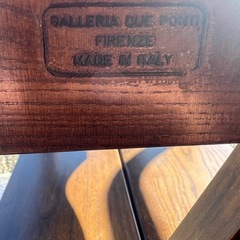 GALLERIA DUE PONTI
FIRENZE
MADE IN ITALY